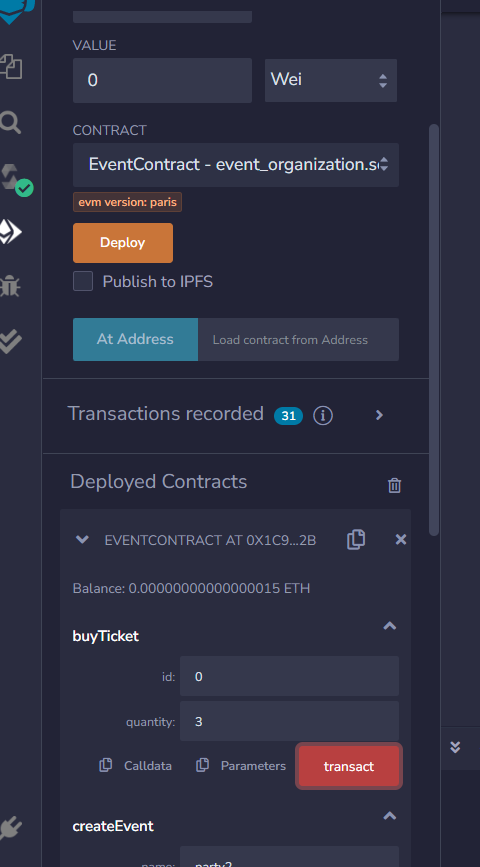 VALUE
0
Wei
CONTRACT
EventContract - event_organization.s
evm version: paris
Deploy
Publish to IPFS
At Address
Load contract from Address
Transactions recorded 31 i
Deployed Contracts
EVENTCONTRACT AT 0X1C9...2B
Balance: 0.000000000000000015 ETH
buyTicket
id: 0
quantity: 3
Calldata Parameters transact
createEvent
name: party2